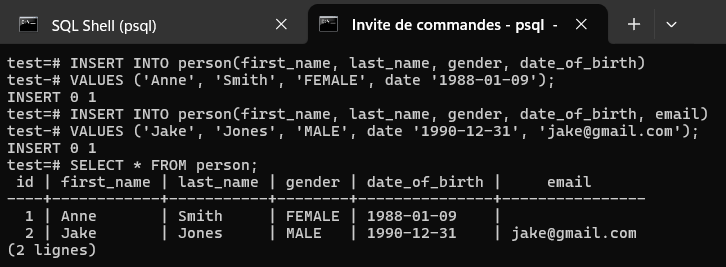 SQL Shell (psql)
Invite de commandes - psql -
test=# INSERT INTO person(first_name, last_name, gender, date_of_birth)
test-# VALUES ('Anne', 'Smith', 'FEMALE', date '1988-01-09');
INSERT 0 1
test=# INSERT INTO person(first_name, last_name, gender, date_of_birth, email)
test-# VALUES ('Jake', 'Jones', 'MALE', date '1990-12-31', 'jake@gmail.com');
INSERT 0 1
test=# SELECT * FROM person;
 id | first_name | last_name | gender | date_of_birth |     email
----+------------+-----------+--------+---------------+----------------
  1 | Anne       | Smith     | FEMALE | 1988-01-09    |
  2 | Jake       | Jones     | MALE   | 1990-12-31    | jake@gmail.com
(2 lignes)